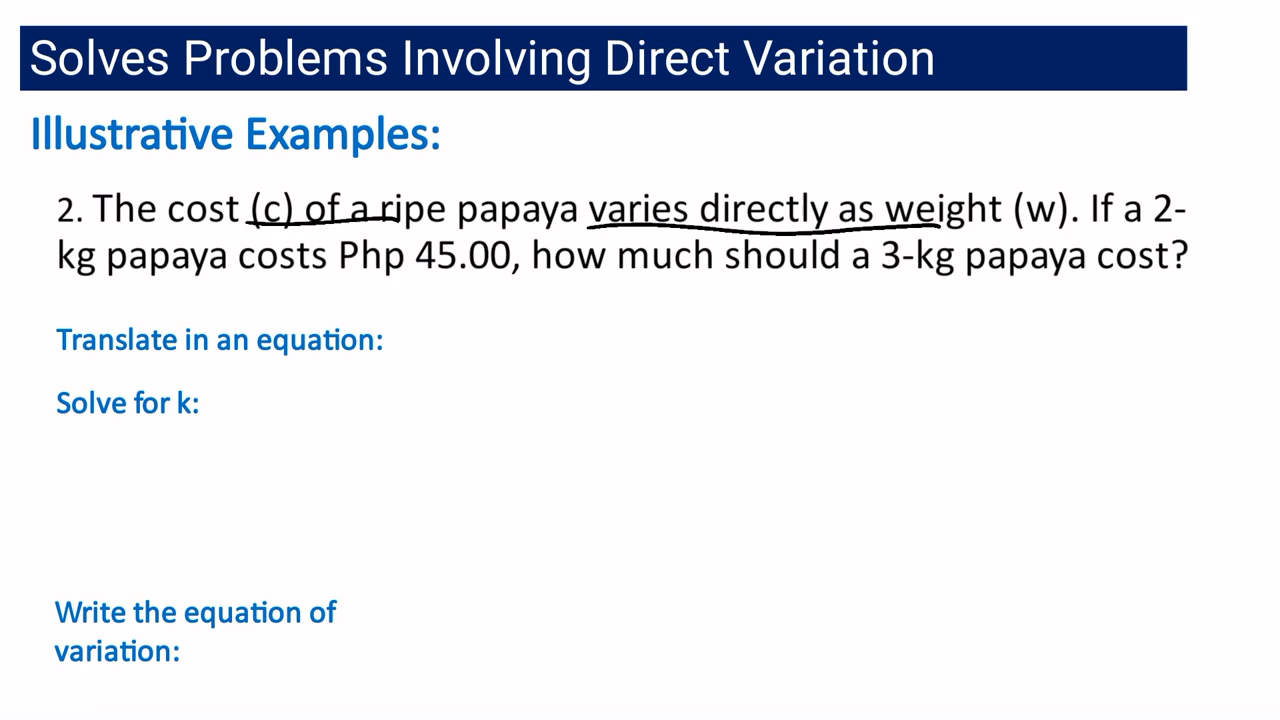 Solves Problems Involving Direct Variation
Illustrative Examples:
2. The cost (c) of a ripe papaya varies directly as weight (w). If a 2-
kg papaya costs Php 45.00, how much should a 3-kg papaya cost?
Translate in an equation:
Solve for k:
Write the equation of
variation: